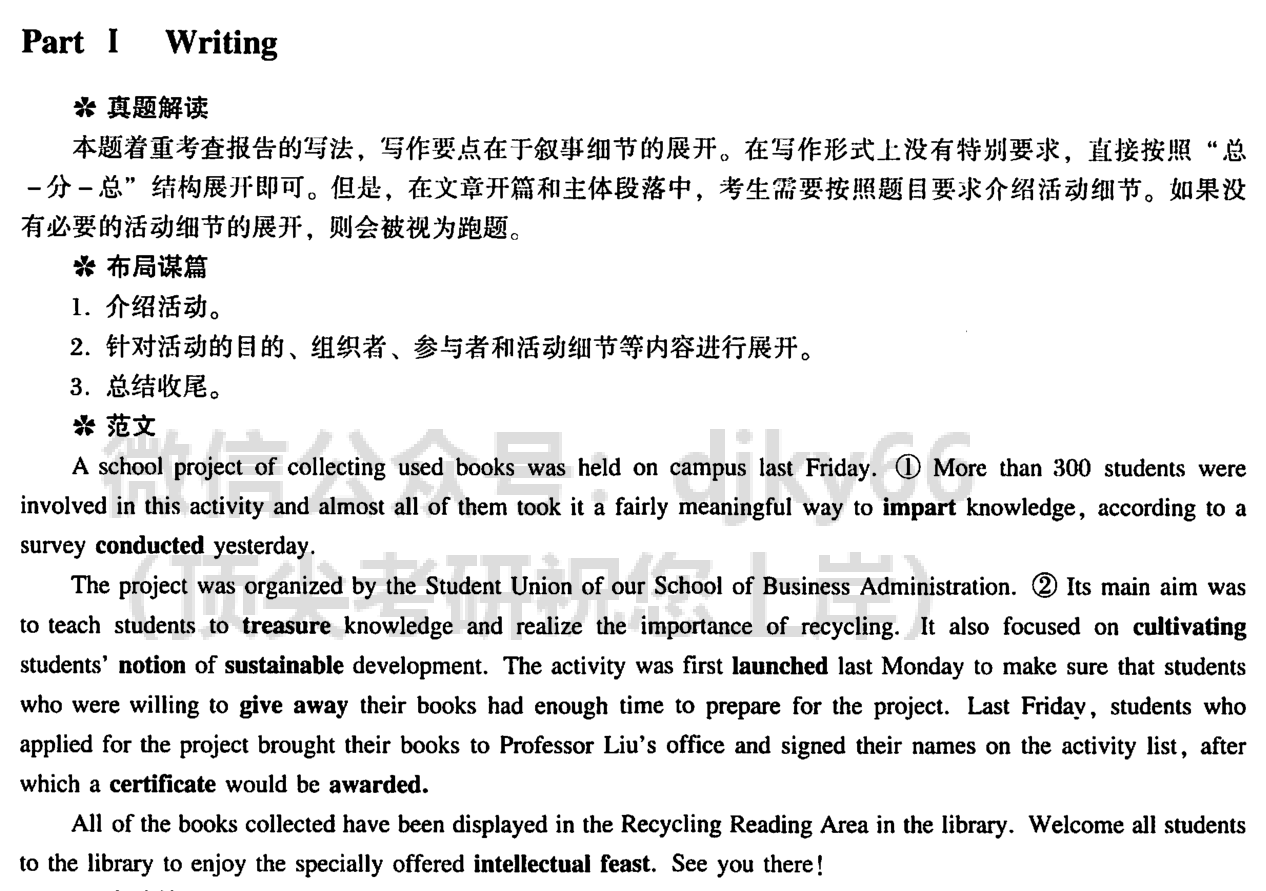 Part Ⅰ Writing
✲ 真题解读
本题着重考查报告的写法，写作要点在于叙事细节的展开。在写作形式上没有特别要求，直接按照“总
－分－总”结构展开即可。但是，在文章开篇和主体段落中，考生需要按照题目要求介绍活动细节。如果没
有必要的活动细节的展开，则会被视为跑题。
✲ 布局谋篇
1. 介绍活动。
2. 针对活动的目的、组织者、参与者和活动细节等内容进行展开。
3. 总结收尾。
✲ 范文
微信公众号：djky66
A school project of collecting used books was held on campus last Friday. ① More than 300 students were
involved in this activity and almost all of them took it a fairly meaningful way to impart knowledge, according to a
survey conducted yesterday.
（顶尖考研祝您上岸）
The project was organized by the Student Union of our School of Business Administration. ② Its main aim was
to teach students to treasure knowledge and realize the importance of recycling. It also focused on cultivating
students' notion of sustainable development. The activity was first launched last Monday to make sure that students
who were willing to give away their books had enough time to prepare for the project. Last Friday, students who
applied for the project brought their books to Professor Liu's office and signed their names on the activity list, after
which a certificate would be awarded.
All of the books collected have been displayed in the Recycling Reading Area in the library. Welcome all students
to the library to enjoy the specially offered intellectual feast. See you there!